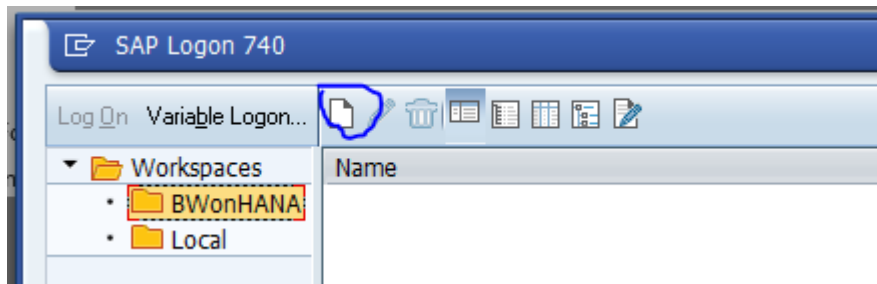 SAP Logon 740
Log On Variable Logon...
Workspaces Name
BWonHANA
Local